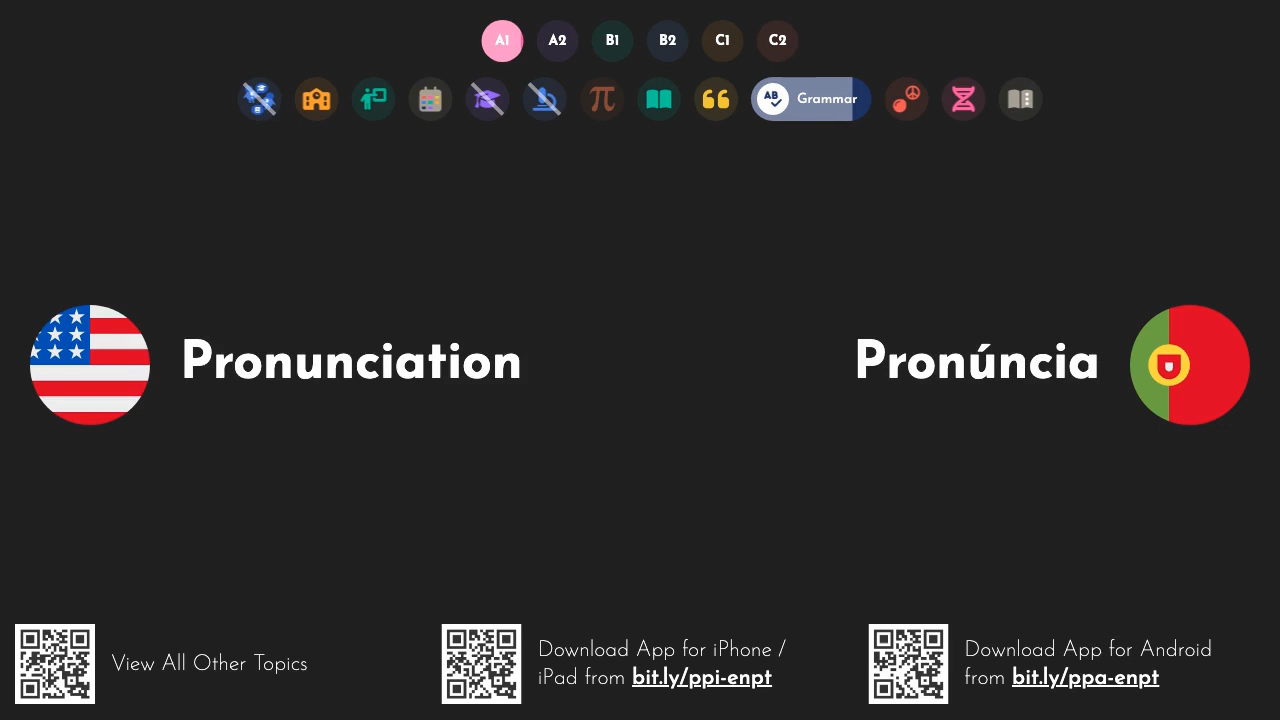 A1 A2 B1 B2 C1 C2
AB Grammar
Pronunciation
Pronúncia
View All Other Topics
Download App for iPhone /
iPad from bit.ly/ppi-enpt
Download App for Android
from bit.ly/ppa-enpt